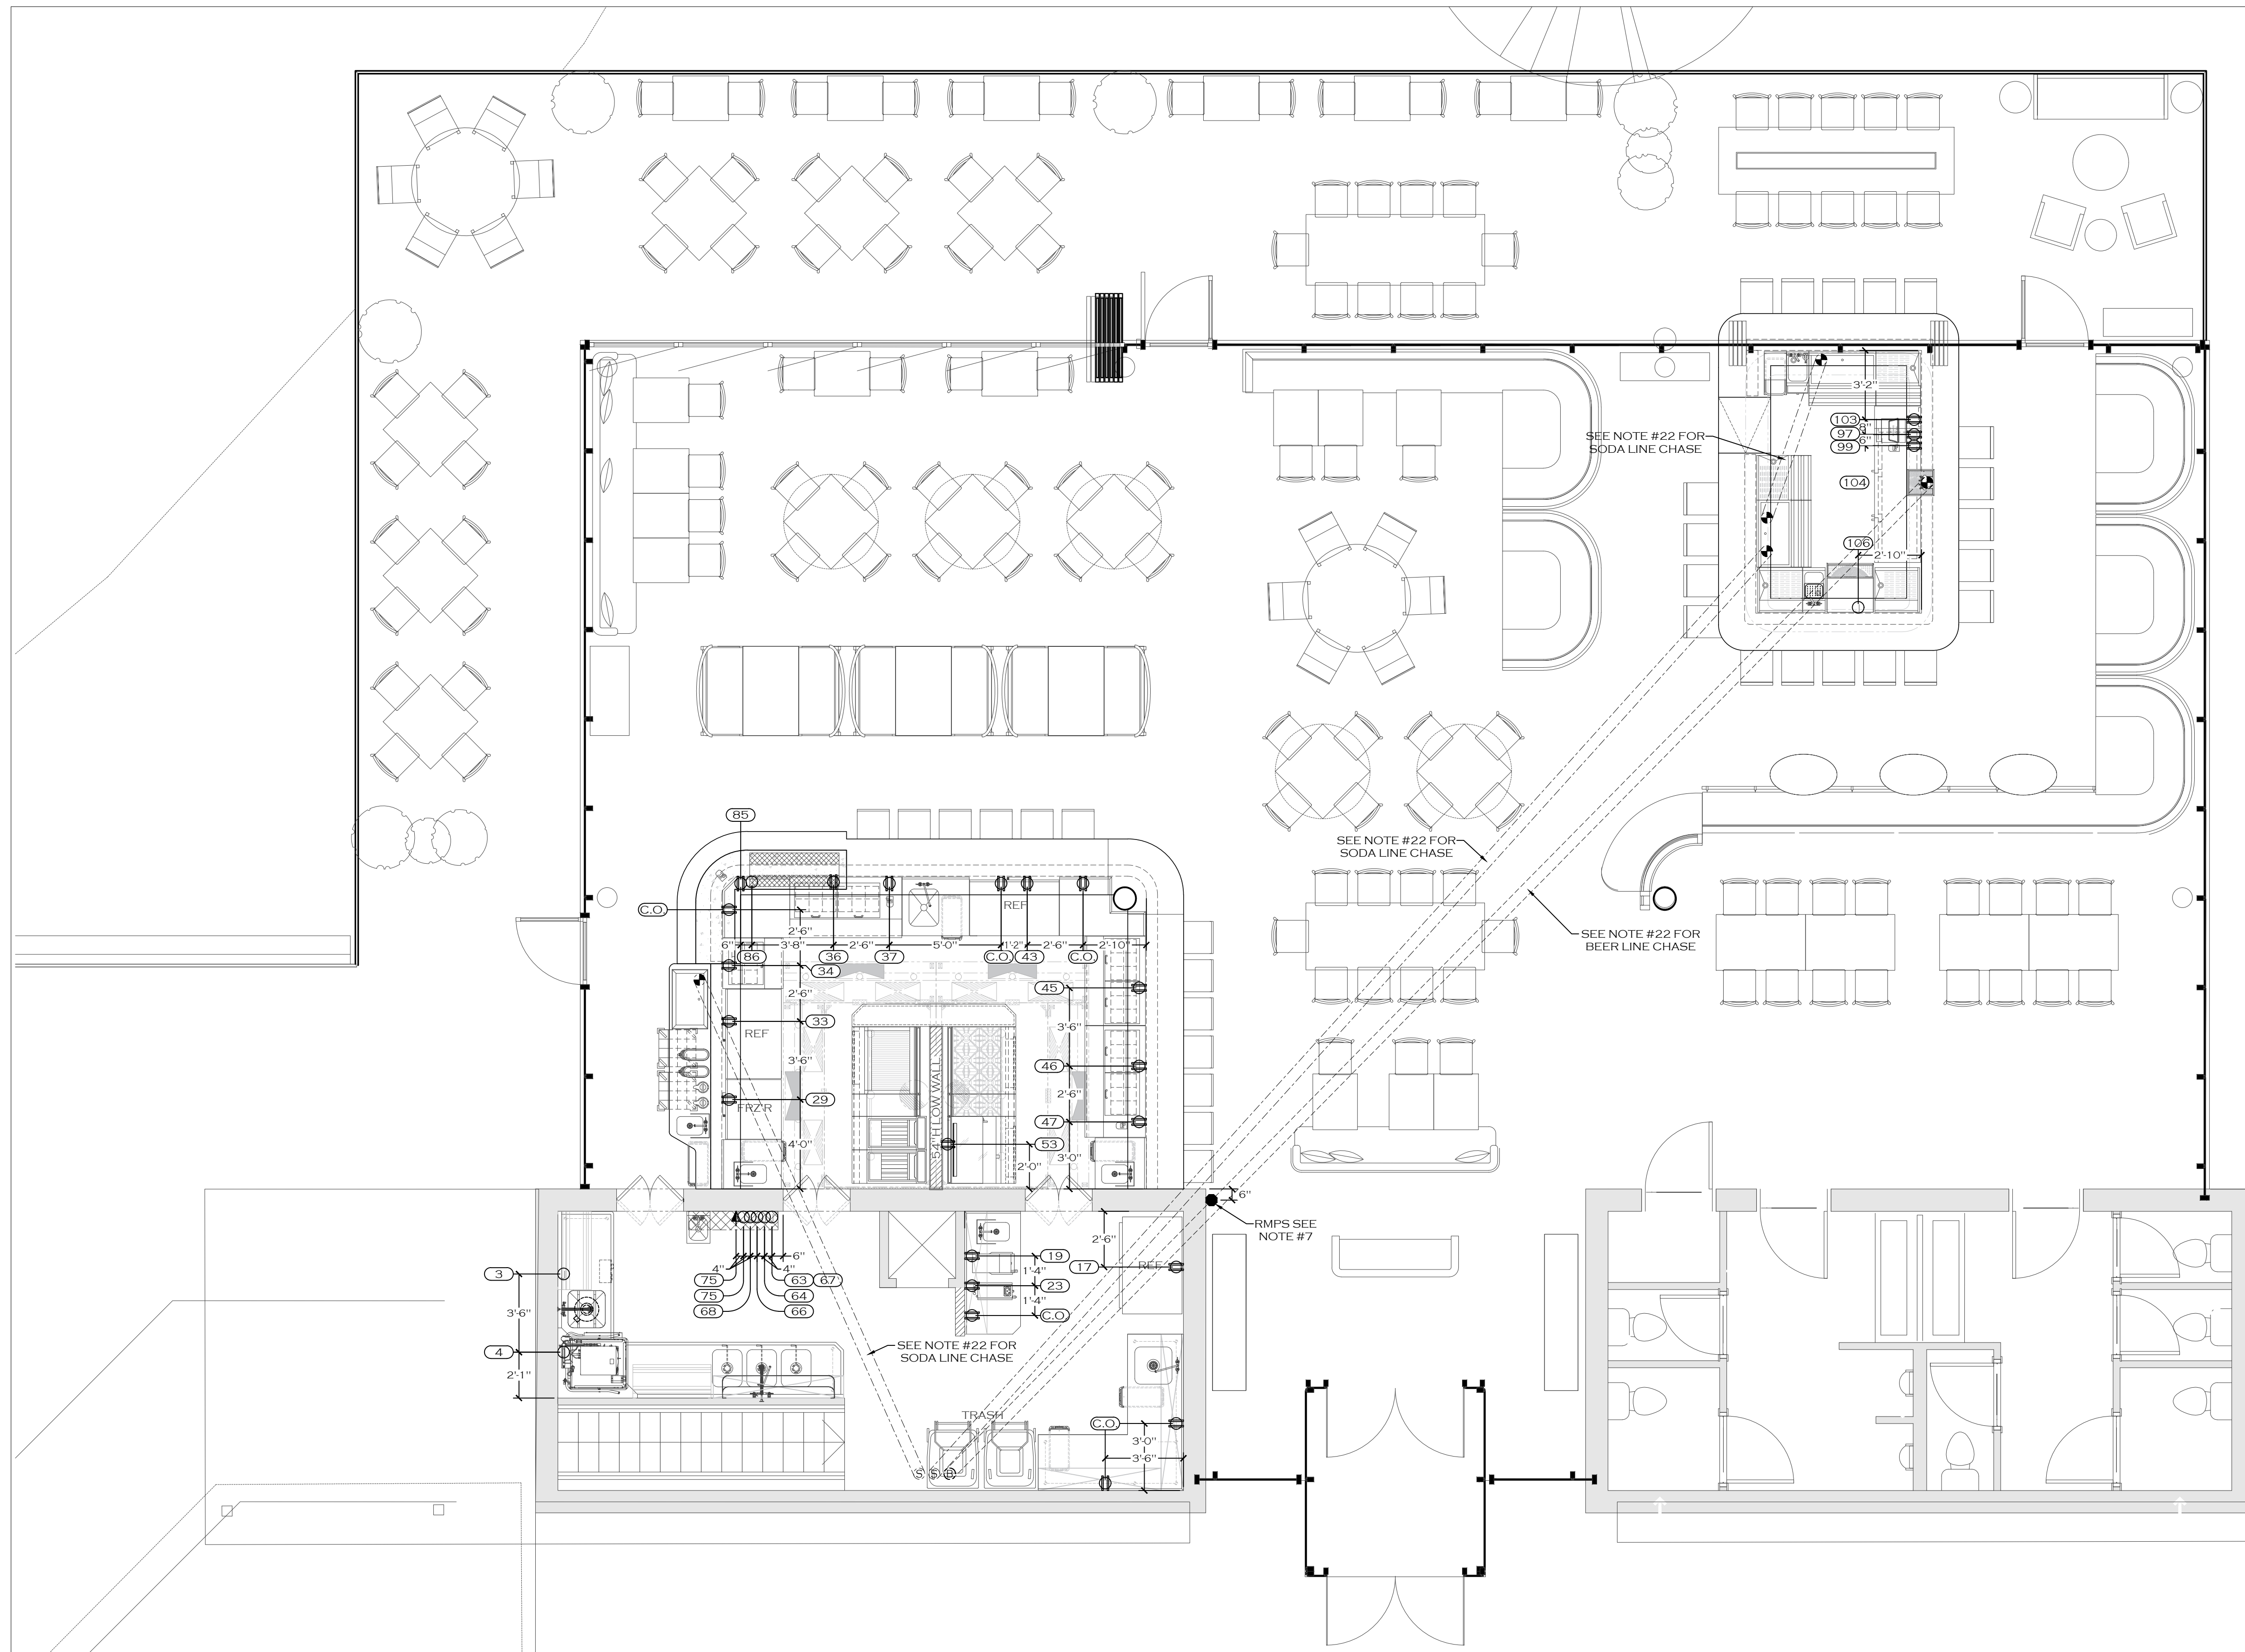 3'-2"
103
8"
97
6"
99
SEE NOTE #22 FOR
SODA LINE CHASE
104
106
2'-10"
SEE NOTE #22 FOR
SODA LINE CHASE
SEE NOTE #22 FOR
BEER LINE CHASE
85
C.O.
REF
2'-6"
6"
3'-8"
2'-6"
5'-0"
1'-2"
2'-6"
2'-10"
86
36
37
C.O.
43
C.O.
34
2'-6"
45
33
REF
3'-6"
3'-6"
46
2'-6"
29
FRZ'R
47
54"H LOW WALL
4'-0"
53
2'-0"
3'-0"
6"
RMPS SEE
NOTE #7
2'-6"
6"
19
17
REF
3
4"
4"
1'-4"
75
63
67
23
75
64
1'-4"
3'-6"
68
66
C.O.
SEE NOTE #22 FOR
SODA LINE CHASE
4
2'-1"
TRASH
C.O.
3'-0"
3'-6"
S
S
B